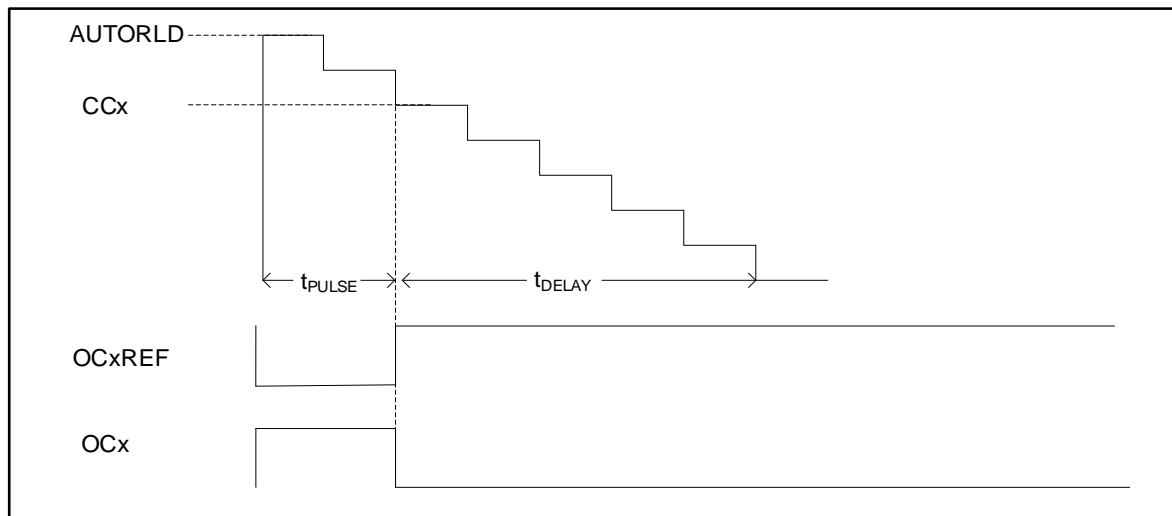 AUTORLD
CCx
tPULSE
tDELAY
OCxREF
OCx